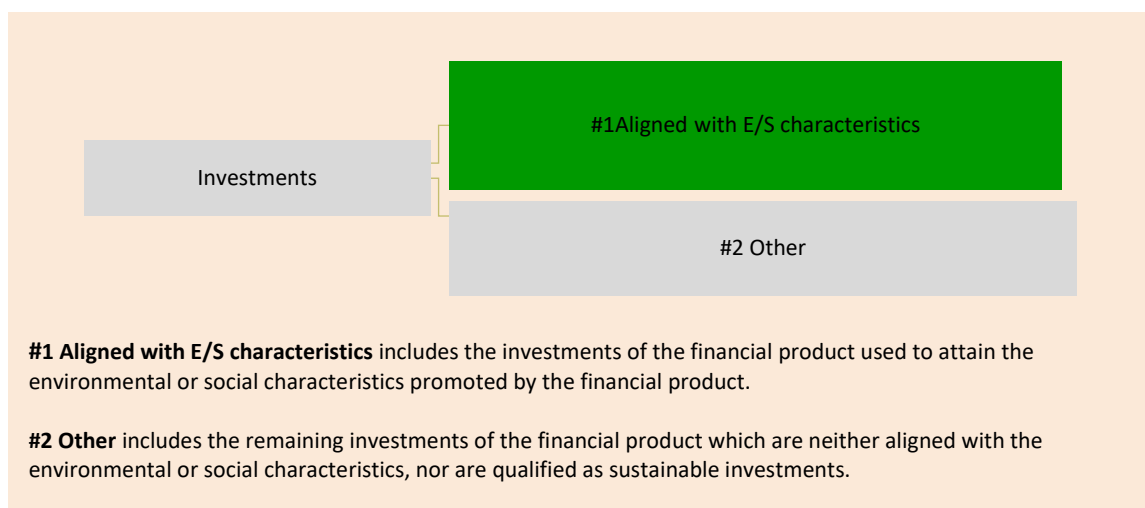 #1Aligned with E/S characteristics
Investments
#2 Other
#1 Aligned with E/S characteristics includes the investments of the financial product used to attain the
environmental or social characteristics promoted by the financial product.
#2 Other includes the remaining investments of the financial product which are neither aligned with the
environmental or social characteristics, nor are qualified as sustainable investments.